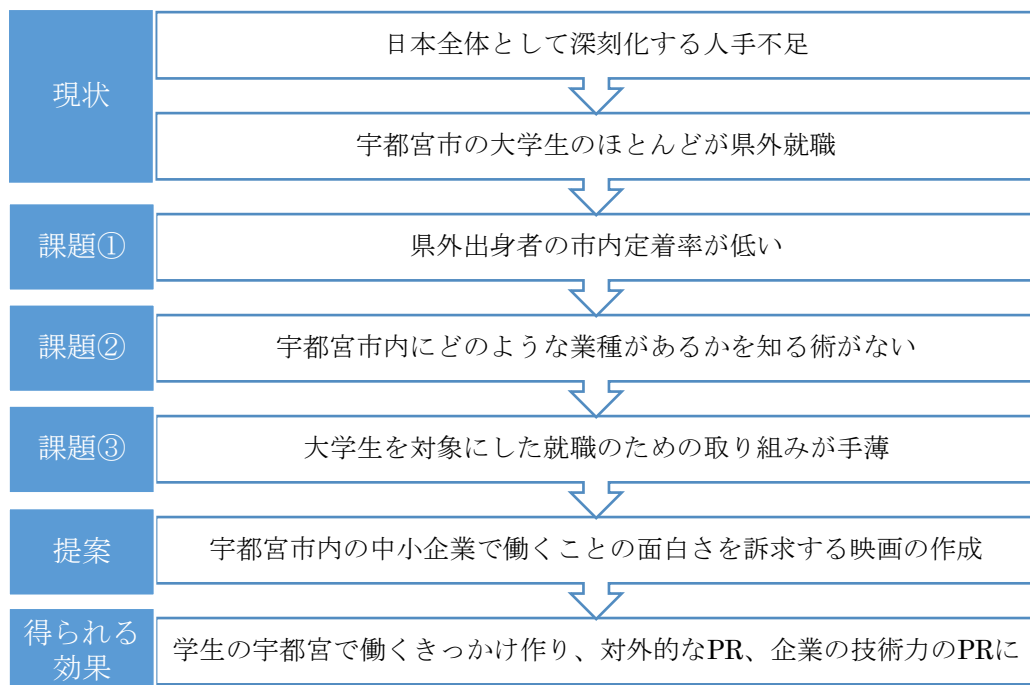 現状
日本全体として深刻化する人手不足
宇都宮市の大学生のほとんどが県外就職
課題①
県外出身者の市内定着率が低い
課題②
宇都宮市内にどのような業種があるかを知る術がない
課題③
大学生を対象にした就職のための取り組みが手薄
提案
宇都宮市内の中小企業で働くことの面白さを訴求する映画の作成
得られる
効果
学生の宇都宮で働くきっかけ作り、対外的なPR、企業の技術力のPRに